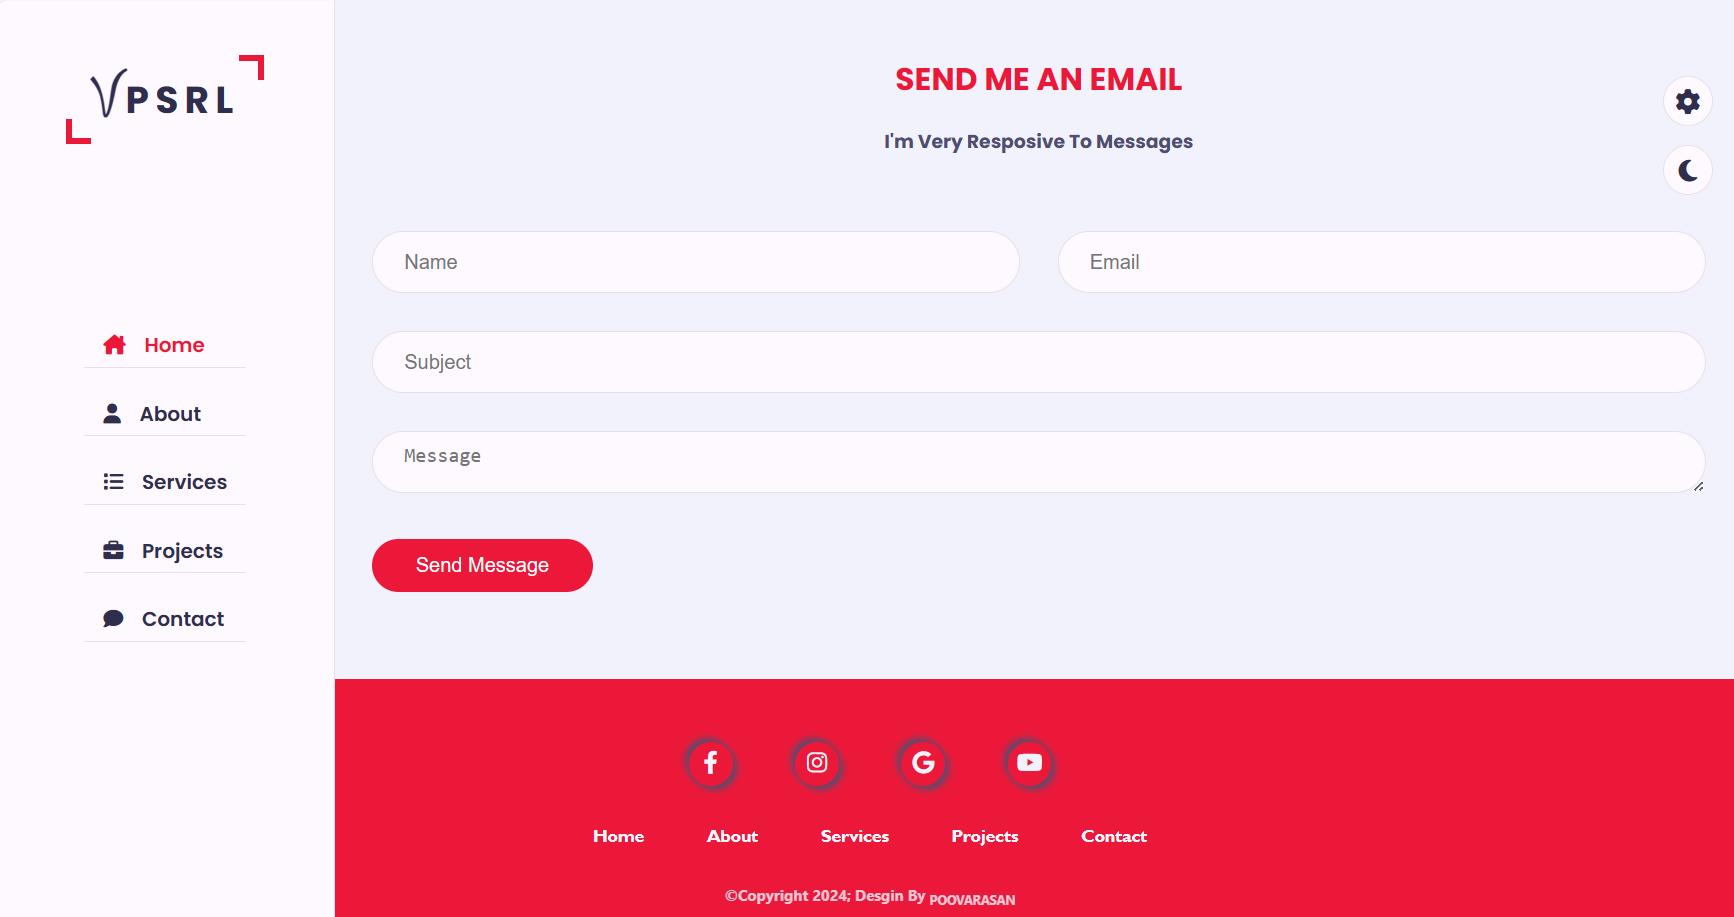 VPSRL
Home
About
Services
Projects
Contact
SEND ME AN EMAIL
I'm Very Resposive To Messages
Name
Email
Subject
Message
Send Message
Home About Services Projects Contact
©Copyright 2024; Desgin By POOVARASAN